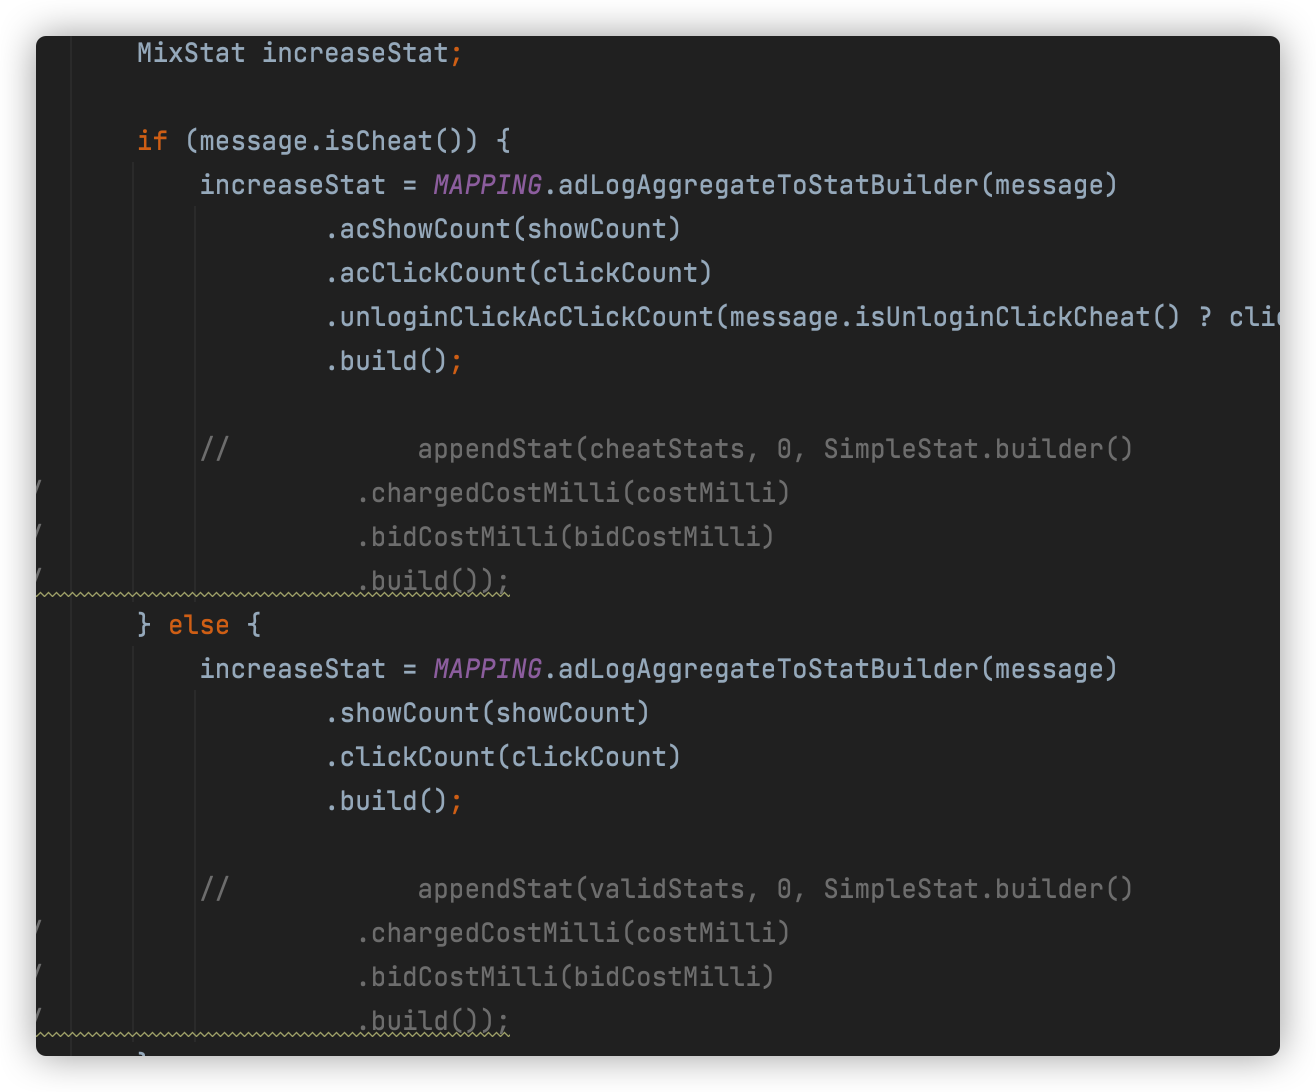 MixStat increaseStat;
if (message.isCheat()) {
increaseStat = MAPPING.adLogAggregateToStatBuilder(message)
.acShowCount(showCount)
.acClickCount(clickCount)
.unloginClickAcClickCount(message.isUnloginClickCheat() ?
.build();
// appendStat(cheatStats, 0, SimpleStat.builder()
.chargedCostMilli(costMilli)
.bidCostMilli(bidCostMilli)
.build());
} else {
increaseStat = MAPPING.adLogAggregateToStatBuilder(message)
.showCount(showCount)
.clickCount(clickCount)
.build();
// appendStat(validStats, 0, SimpleStat.builder()
.chargedCostMilli(costMilli)
.bidCostMilli(bidCostMilli)
.build());